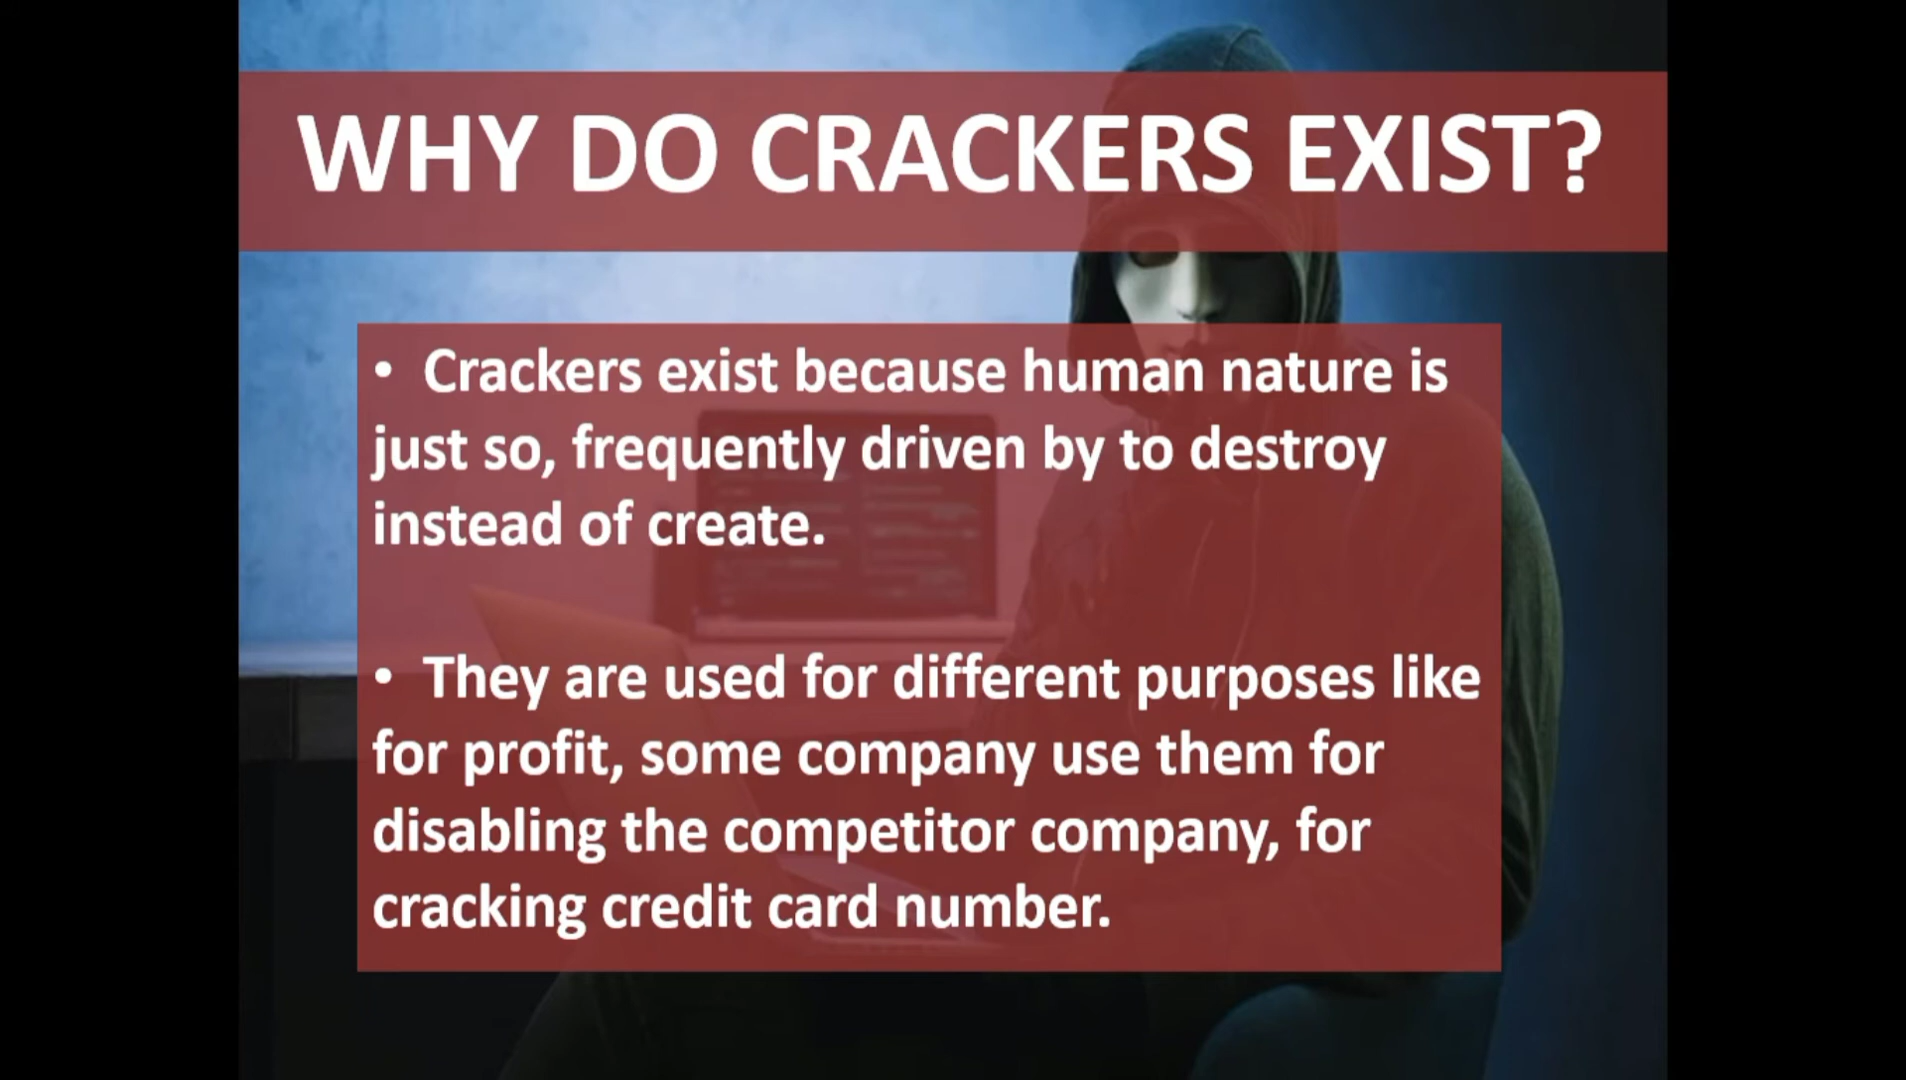 WHY DO CRACKERS EXIST?
• Crackers exist because human nature is
just so, frequently driven by to destroy
instead of create.
• They are used for different purposes like
for profit, some company use them for
disabling the competitor company, for
cracking credit card number.